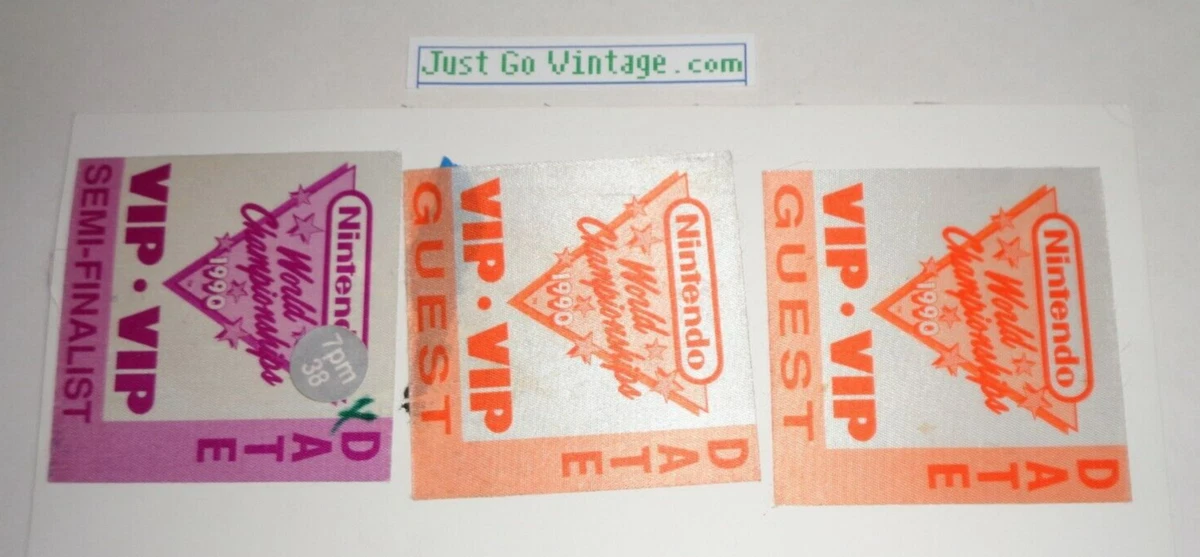 Just Go Vintage.com
SEMI-FINALIST
VIP • VIP
Nintendo
World
Championships
1990
7pm
38
DATE
GUEST
VIP • VIP
Nintendo
World
Championships
1990
DATE
GUEST
VIP • VIP
Nintendo
World
Championships
1990
DATE